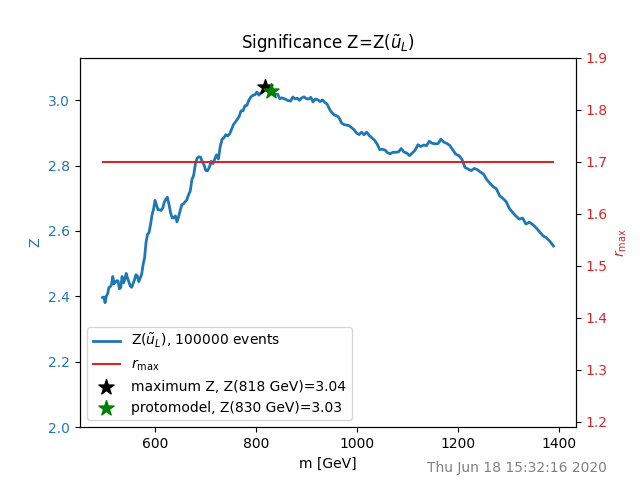 Significance Z=Z(ũ_L)
3.0
2.8
2.6
2.4
2.2
2.0
Z
1.9
1.8
1.7
1.6
1.5
1.4
1.3
1.2
r_max
Z(ũ_L), 100000 events
r_max
maximum Z, Z(818 GeV)=3.04
protomodel, Z(830 GeV)=3.03
600 800 1000 1200 1400
m [GeV]
Thu Jun 18 15:32:16 2020